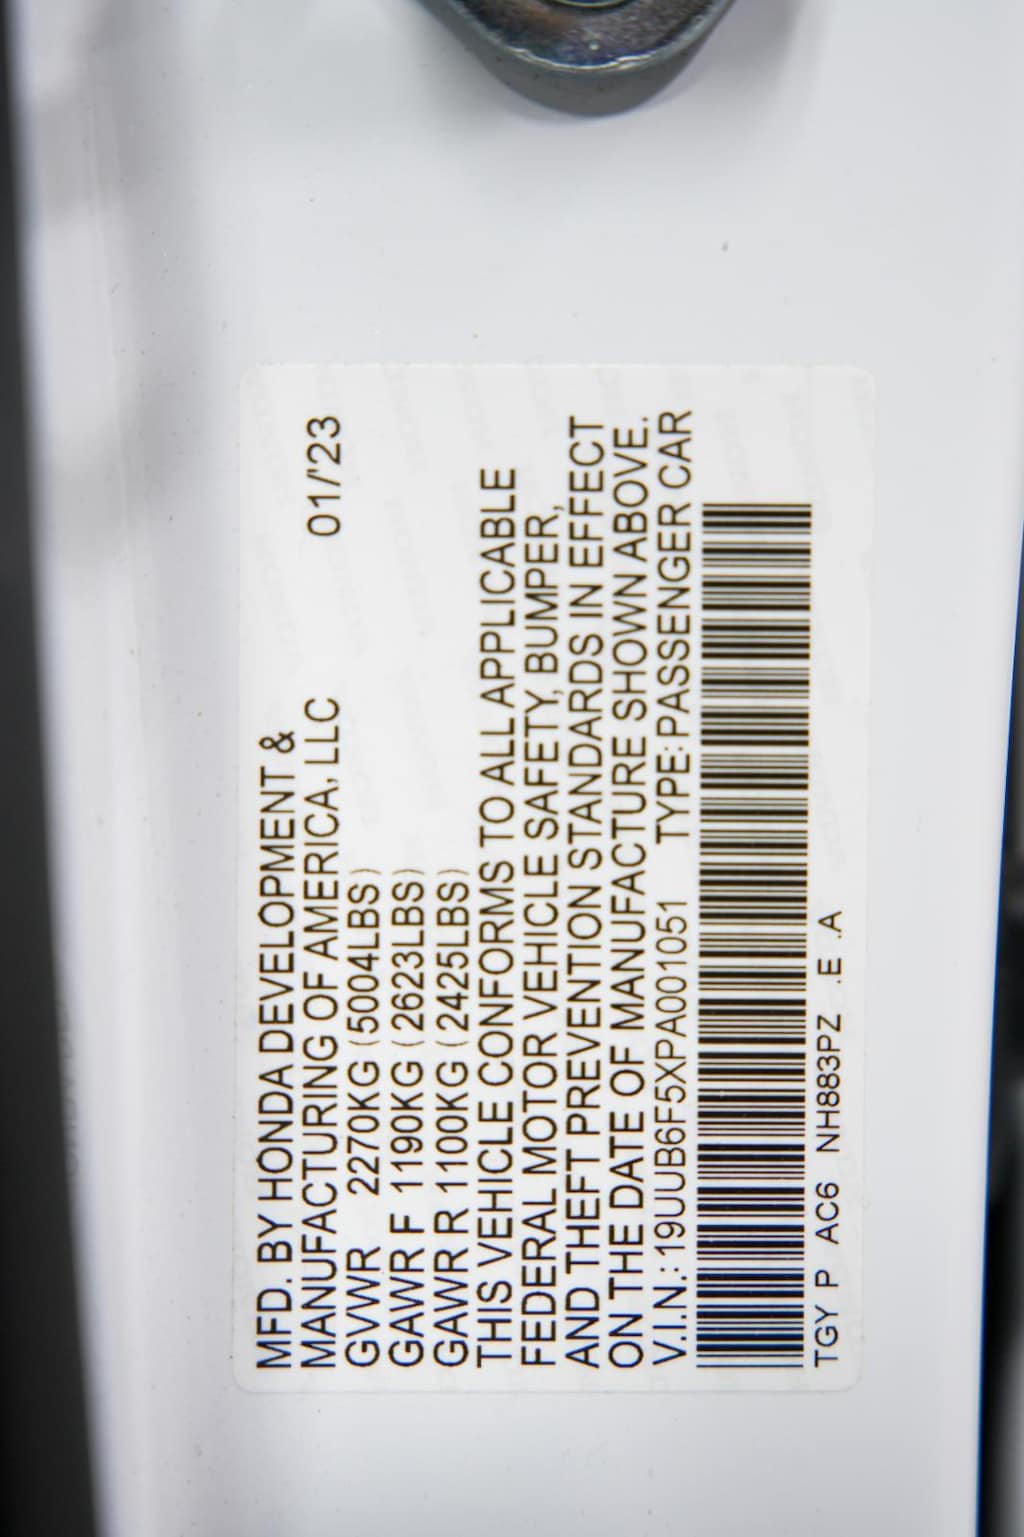 MFD. BY HONDA DEVELOPMENT &
MANUFACTURING OF AMERICA, LLC 01/'23
GVWR 2270KG (5004LBS)
GAWR F 1190KG (2623LBS)
GAWR R 1100KG (2425LBS)
THIS VEHICLE CONFORMS TO ALL APPLICABLE
FEDERAL MOTOR VEHICLE SAFETY, BUMPER,
AND THEFT PREVENTION STANDARDS IN EFFECT
ON THE DATE OF MANUFACTURE SHOWN ABOVE.
V.I.N.: 19UUB6F5XPA001051 TYPE: PASSENGER CAR
TGY P AC6 NH883PZ .E .A